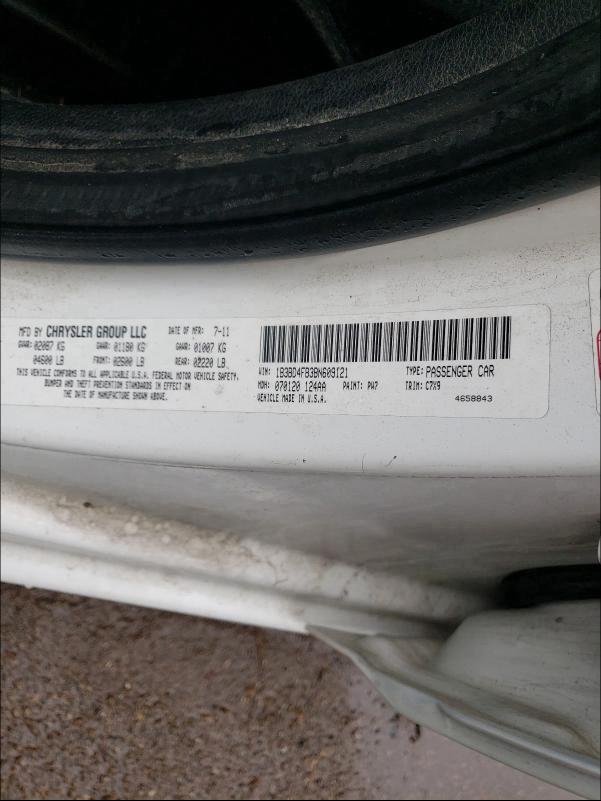 MFD BY CHRYSLER GROUP LLC DATE OF MFR: 7-11
GVWR: 02087 KG GAWR: 01180 KG GAWR: 01007 KG
04600 LB FRONT: 02600 LB REAR: 02220 LB
THIS VEHICLE CONFORMS TO ALL APPLICABLE U.S.A. FEDERAL MOTOR VEHICLE SAFETY,
BUMPER AND THEFT PREVENTION STANDARDS IN EFFECT ON
THE DATE OF MANUFACTURE SHOWN ABOVE.
VIN: 1B3BD4FB3BN609121 TYPE: PASSENGER CAR
MDH: 070120 124AA PAINT: PW7 TRIM: C7X9
VEHICLE MADE IN U.S.A. 4658843